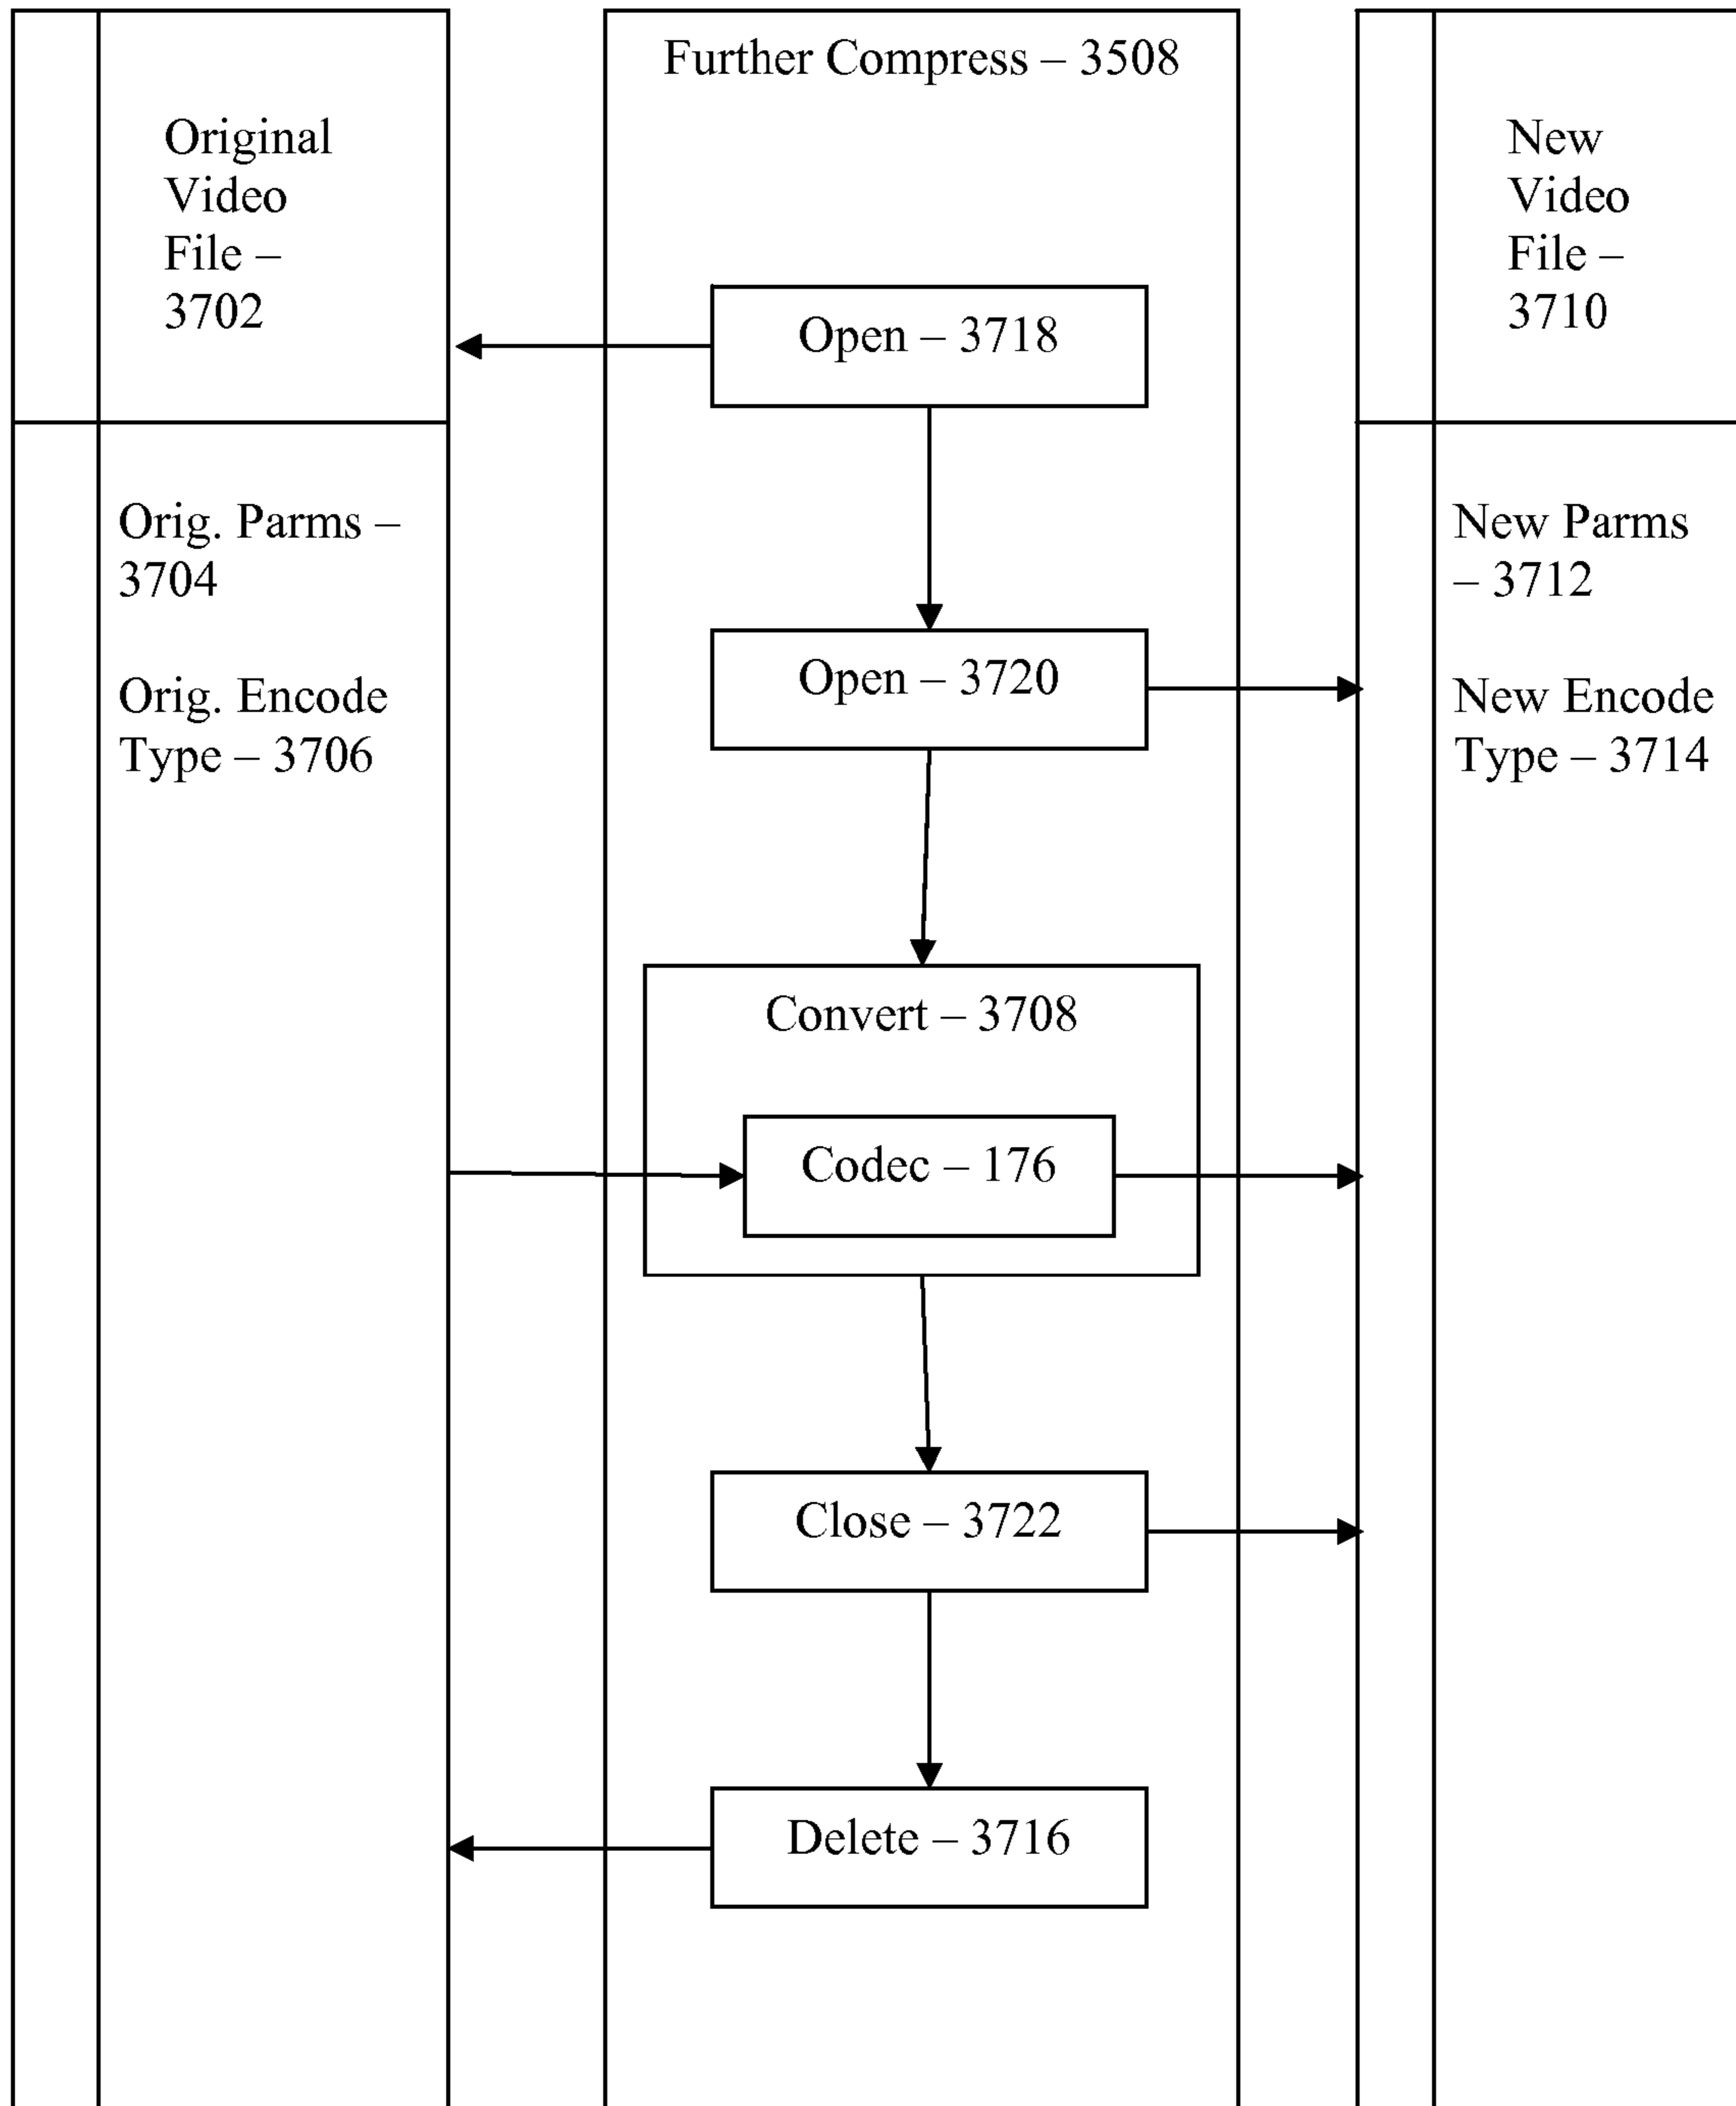 Further Compress – 3508
Original
Video
File –
3702
New
Video
File –
3710
Open – 3718
Orig. Parms –
3704
Orig. Encode
Type – 3706
New Parms
– 3712
New Encode
Type – 3714
Open – 3720
Convert – 3708
Codec – 176
Close – 3722
Delete – 3716